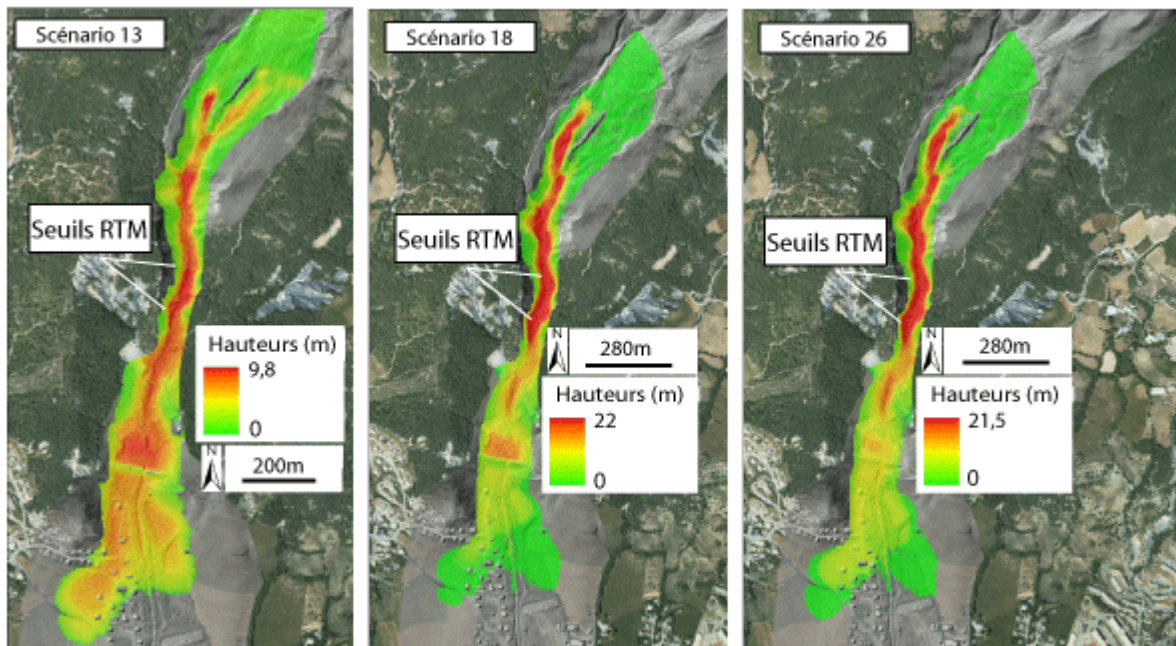 Scénario 13
Seuils RTM
Hauteurs (m)
9,8
0
N
200m
Scénario 18
Seuils RTM
N
280m
Hauteurs (m)
22
0
Scénario 26
Seuils RTM
N
280m
Hauteurs (m)
21,5
0